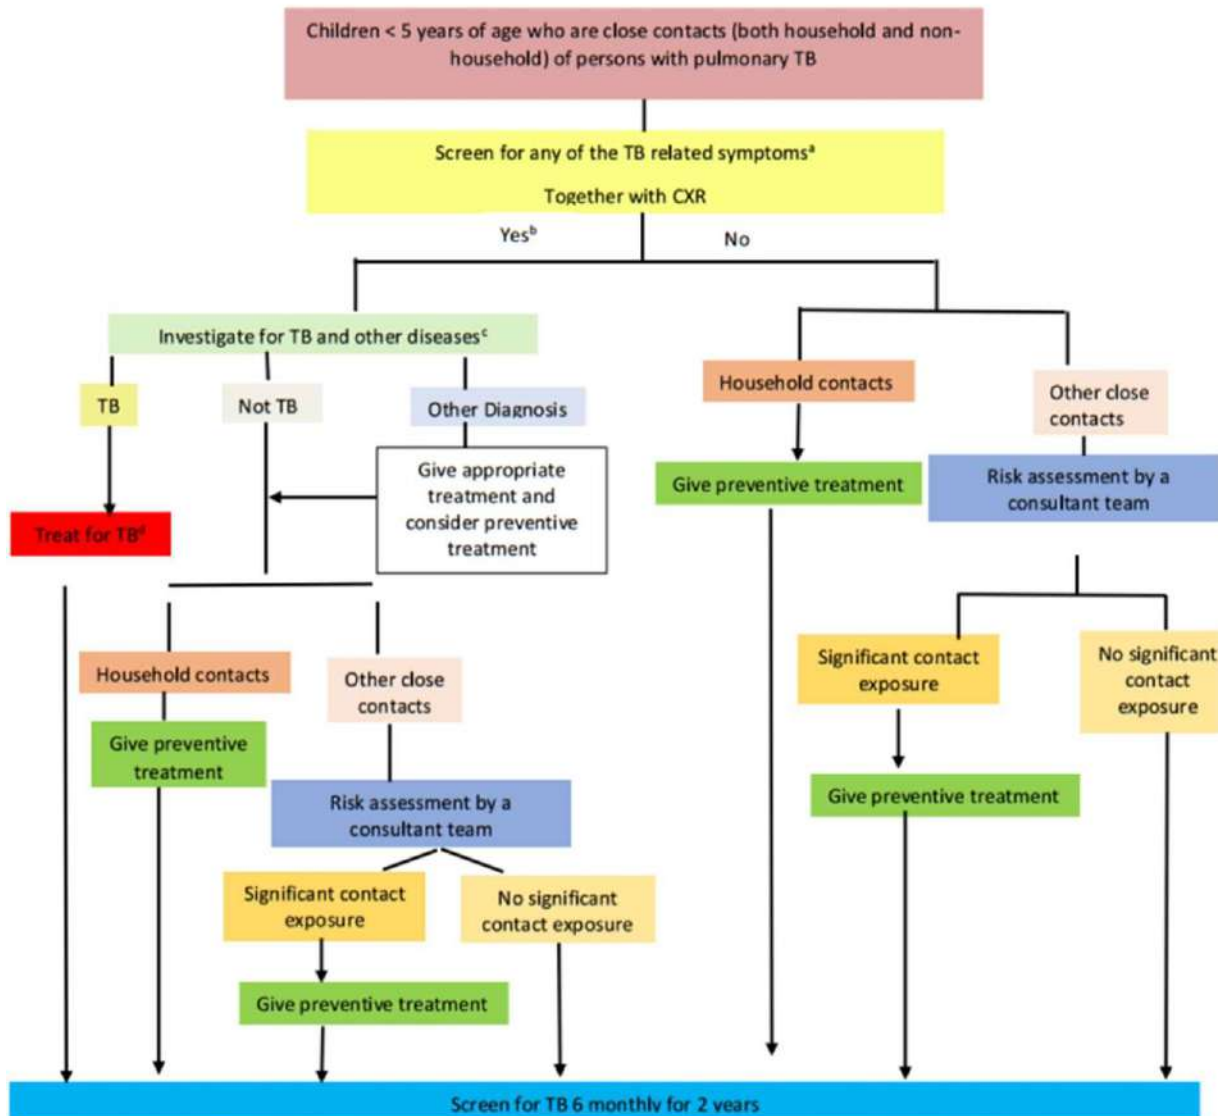 Children < 5 years of age who are close contacts (both household and non-
household) of persons with pulmonary TB
Screen for any of the TB related symptomsᵃ
Together with CXR
Yesᵇ
No
Investigate for TB and other diseasesᶜ
TB
Not TB
Other Diagnosis
Give appropriate
treatment and
consider preventive
treatment
Treat for TBᵈ
Household contacts
Give preventive
treatment
Other close
contacts
Risk assessment by a
consultant team
Significant contact
exposure
Give preventive treatment
No significant
contact exposure
Household contacts
Give preventive treatment
Other close
contacts
Risk assessment by a
consultant team
Significant contact
exposure
Give preventive treatment
No significant
contact
exposure
Screen for TB 6 monthly for 2 years